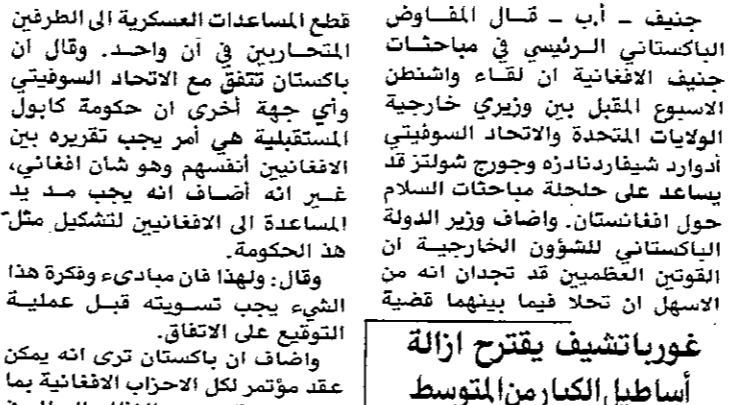 جنيف – أ.ب – قال المفاوض
الباكستاني الرئيسي في مباحثات
جنيف الافغانية ان لقاء واشنطن
الاسبوع المقبل بين وزيري خارجية
الولايات المتحدة والاتحاد السوفيتي
أدوارد شيفاردنادزه وجورج شولتز قد
يساعد على حلحلة مباحثات السلام
حول افغانستان. واضاف وزير الدولة
الباكستاني للشؤون الخارجية ان
القوتين العظميين قد تجدان انه من
الاسهل ان تحلا فيما بينهما قضية
قطع المساعدات العسكرية الى الطرفين
المتحاربين في آن واحد. وقال ان
باكستان تتفق مع الاتحاد السوفيتي
وأي جهة أخرى ان حكومة كابول
المستقبلية هي أمر يجب تقريره بين
الافغانيين أنفسهم وهو شأن افغاني،
غير انه أضاف انه يجب مد يد
المساعدة الى الافغانيين لتشكيل مثل
هذ الحكومة.
وقال: ولهذا فان مبادىء وفكرة هذا
الشيء يجب تسويته قبل عملية
التوقيع على الاتفاق.
واضاف ان باكستان ترى انه يمكن
عقد مؤتمر لكل الاحزاب الافغانية بما
غورباتشيف يقترح ازالة
أساطيل الكبار من المتوسط